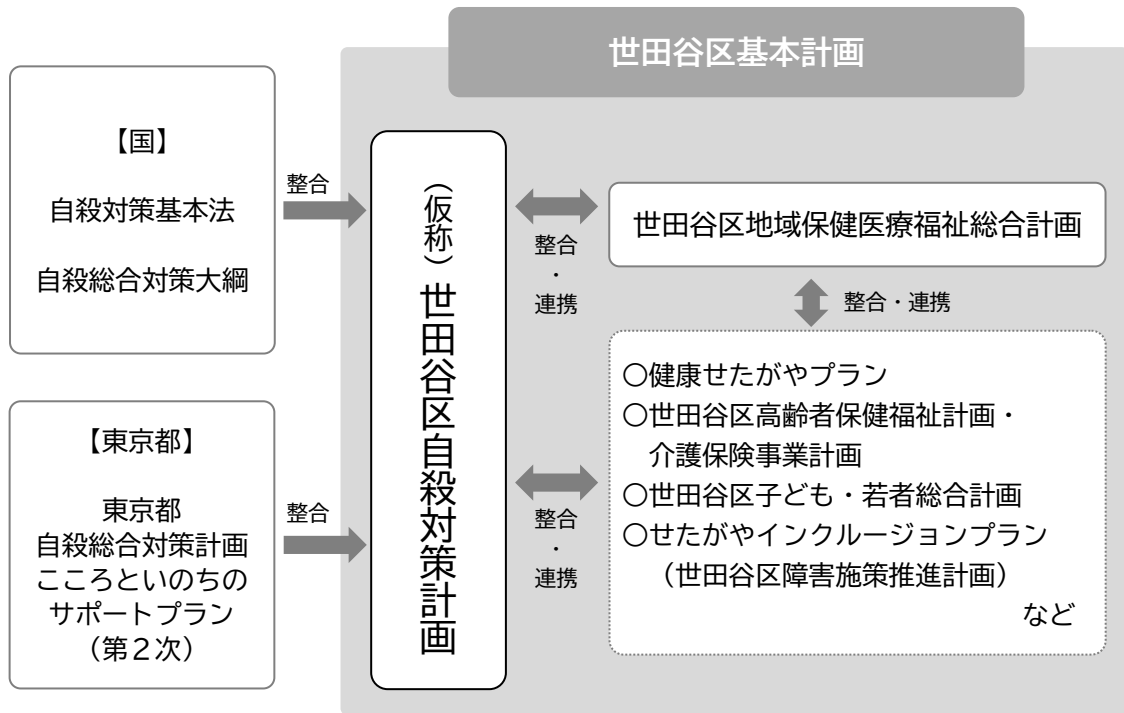 世田谷区基本計画
【国】
自殺対策基本法
自殺総合対策大綱
整合
【東京都】
東京都
自殺総合対策計画
こころといのちの
サポートプラン
（第２次）
整合
（仮称）世田谷区自殺対策計画
整合
・
連携
世田谷区地域保健医療福祉総合計画
整合・連携
整合
・
連携
〇健康せたがやプラン
〇世田谷区高齢者保健福祉計画・
介護保険事業計画
〇世田谷区子ども・若者総合計画
〇せたがやインクルージョンプラン
（世田谷区障害施策推進計画）
など